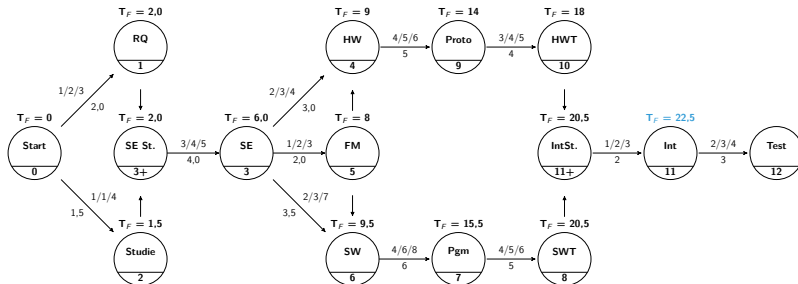 T_F = 2,0
RQ
1
T_F = 9
HW
4
4/5/6
5
T_F = 14
Proto
9
3/4/5
4
T_F = 18
HWT
10
1/2/3
2,0
2/3/4
3,0
T_F = 0
Start
0
T_F = 2,0
SE St.
3+
3/4/5
4,0
T_F = 6,0
SE
3
1/2/3
2,0
T_F = 8
FM
5
T_F = 20,5
IntSt.
11+
1/2/3
2
T_F = 22,5
Int
11
2/3/4
3
Test
12
1/1/4
1,5
2/3/7
3,5
T_F = 1,5
Studie
2
T_F = 9,5
SW
6
4/6/8
6
T_F = 15,5
Pgm
7
4/5/6
5
T_F = 20,5
SWT
8